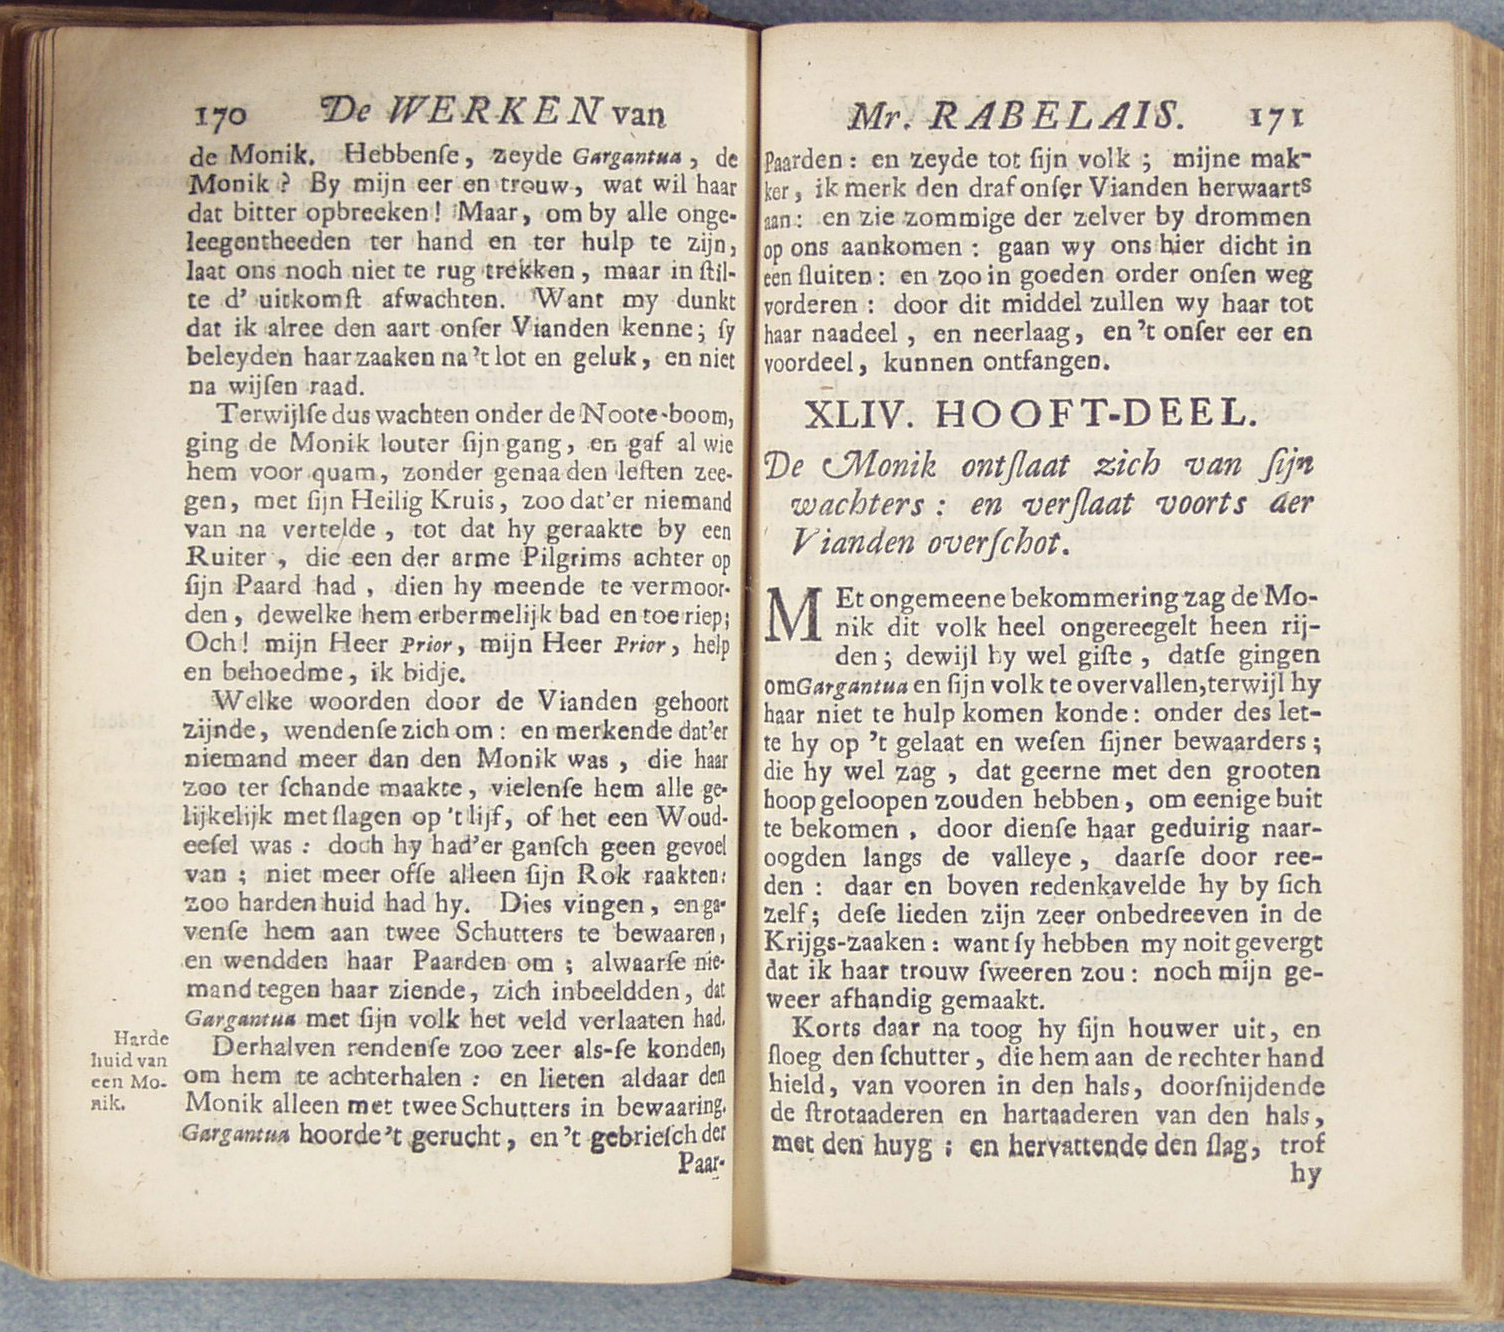 170 De WERKEN van
de Monik. Hebbenſe, zeyde Gargantua, de
Monik? By mijn eer en trouw, wat wil haar
dat bitter opbreeken! Maar, om by alle onge-
leegentheeden ter hand en ter hulp te zijn,
laat ons noch niet te rug trekken, maar in ſtil-
te d' uitkomſt afwachten. Want my dunkt
dat ik alree den aart onſer Vianden kenne; ſy
beleyden haar zaaken na 't lot en geluk, en niet
na wijſen raad.
Terwijlſe dus wachten onder de Noote-boom,
ging de Monik louter ſijn gang, en gaf al wie
hem voor quam, zonder genaa den leſten zee-
gen, met ſijn Heilig Kruis, zoo dat'er niemand
van na vertelde, tot dat hy geraakte by een
Ruiter, die een der arme Pilgrims achter op
ſijn Paard had, dien hy meende te vermoor-
den, dewelke hem erbermelijk bad en toe riep;
Och! mijn Heer Prior, mijn Heer Prior, help
en behoedme, ik bidje.
Welke woorden door de Vianden gehoort
zijnde, wendenſe zich om: en merkende dat'er
niemand meer dan den Monik was, die haar
zoo ter ſchande maakte, vielenſe hem alle ge-
lijkelijk met ſlagen op 't lijf, of het een Woud-
eeſel was: doch hy had'er ganſch geen gevoel
van; niet meer ofſe alleen ſijn Rok raakten:
zoo harden huid had hy. Dies vingen, en ga-
venſe hem aan twee Schutters te bewaaren,
en wendden haar Paarden om; alwaarſe nie-
mand tegen haar ziende, zich inbeeldden, dat
Gargantua met ſijn volk het veld verlaaten had.
Derhalven rendenſe zoo zeer als-ſe konden,
om hem te achterhalen: en lieten aldaar den
Monik alleen met twee Schutters in bewaaring.
Gargantua hoorde 't gerucht, en 't gebrieſch der
Paar-
Harde
huid van
een Mo-
nik.
Mr. RABELAIS. 171
Paarden: en zeyde tot ſijn volk; mijne mak-
ker, ik merk den draf onſer Vianden herwaarts
aan: en zie zommige der zelver by drommen
op ons aankomen: gaan wy ons hier dicht in
een ſluiten: en zoo in goeden order onſen weg
vorderen: door dit middel zullen wy haar tot
haar naadeel, en neerlaag, en 't onſer eer en
voordeel, kunnen ontfangen.
XLIV. HOOFT-DEEL.
De Monik ontſlaat zich van ſijn
wachters: en verſlaat voorts der
Vianden overſchot.
MEt ongemeene bekommering zag de Mo-
nik dit volk heel ongereegelt heen rij-
den; dewijl hy wel giſte, datſe gingen
om Gargantua en ſijn volk te overvallen, terwijl hy
haar niet te hulp komen konde: onder des let-
te hy op 't gelaat en weſen ſijner bewaarders;
die hy wel zag, dat geerne met den grooten
hoop geloopen zouden hebben, om eenige buit
te bekomen, door dienſe haar geduirig naar-
oogden langs de valleye, daarſe door ree-
den: daar en boven redenkavelde hy by ſich
zelf; deſe lieden zijn zeer onbedreeven in de
Krijgs-zaaken: want ſy hebben my noit gevergt
dat ik haar trouw ſweeren zou: noch mijn ge-
weer afhandig gemaakt.
Korts daar na toog hy ſijn houwer uit, en
ſloeg den ſchutter, die hem aan de rechter hand
hield, van vooren in den hals, doorſnijdende
de ſtrotaaderen en hartaaderen van den hals,
met den huyg; en hervattende den ſlag, trof
hy